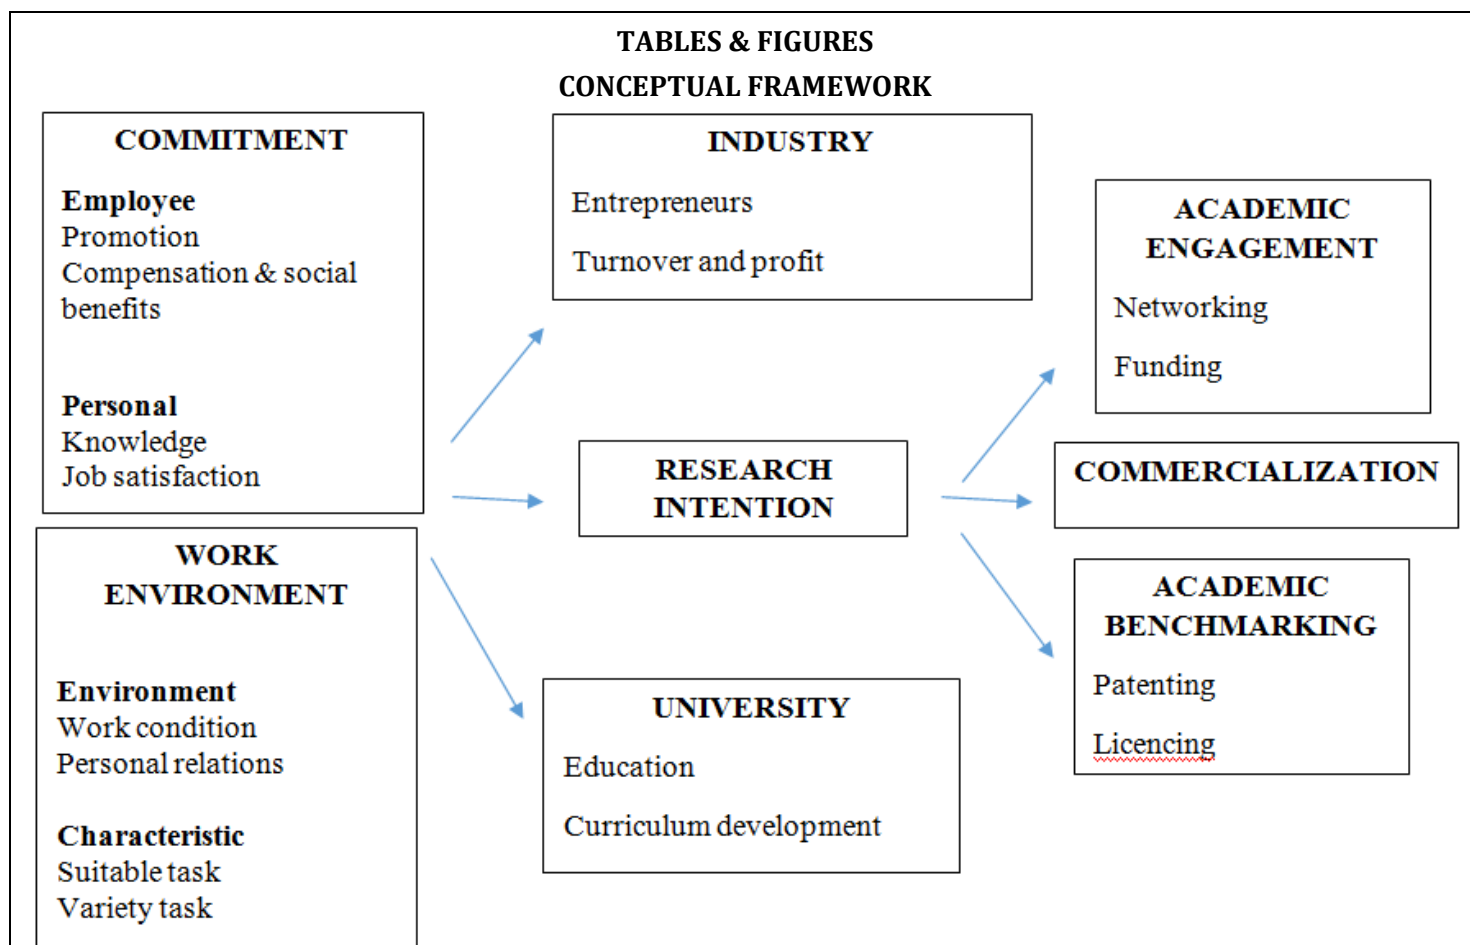 TABLES & FIGURES
CONCEPTUAL FRAMEWORK
COMMITMENT
Employee
Promotion
Compensation & social
benefits
Personal
Knowledge
Job satisfaction
WORK
ENVIRONMENT
Environment
Work condition
Personal relations
Characteristic
Suitable task
Variety task
INDUSTRY
Entrepreneurs
Turnover and profit
RESEARCH
INTENTION
UNIVERSITY
Education
Curriculum development
ACADEMIC
ENGAGEMENT
Networking
Funding
COMMERCIALIZATION
ACADEMIC
BENCHMARKING
Patenting
Licencing